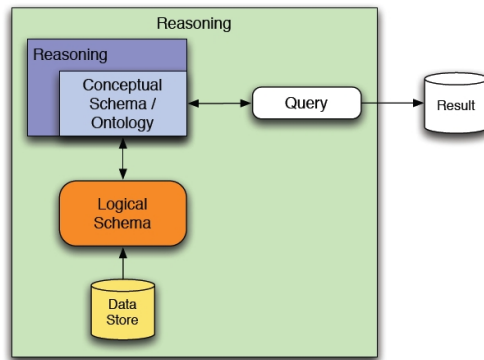 Reasoning
Reasoning
Conceptual
Schema /
Ontology
Query
Result
Logical
Schema
Data
Store